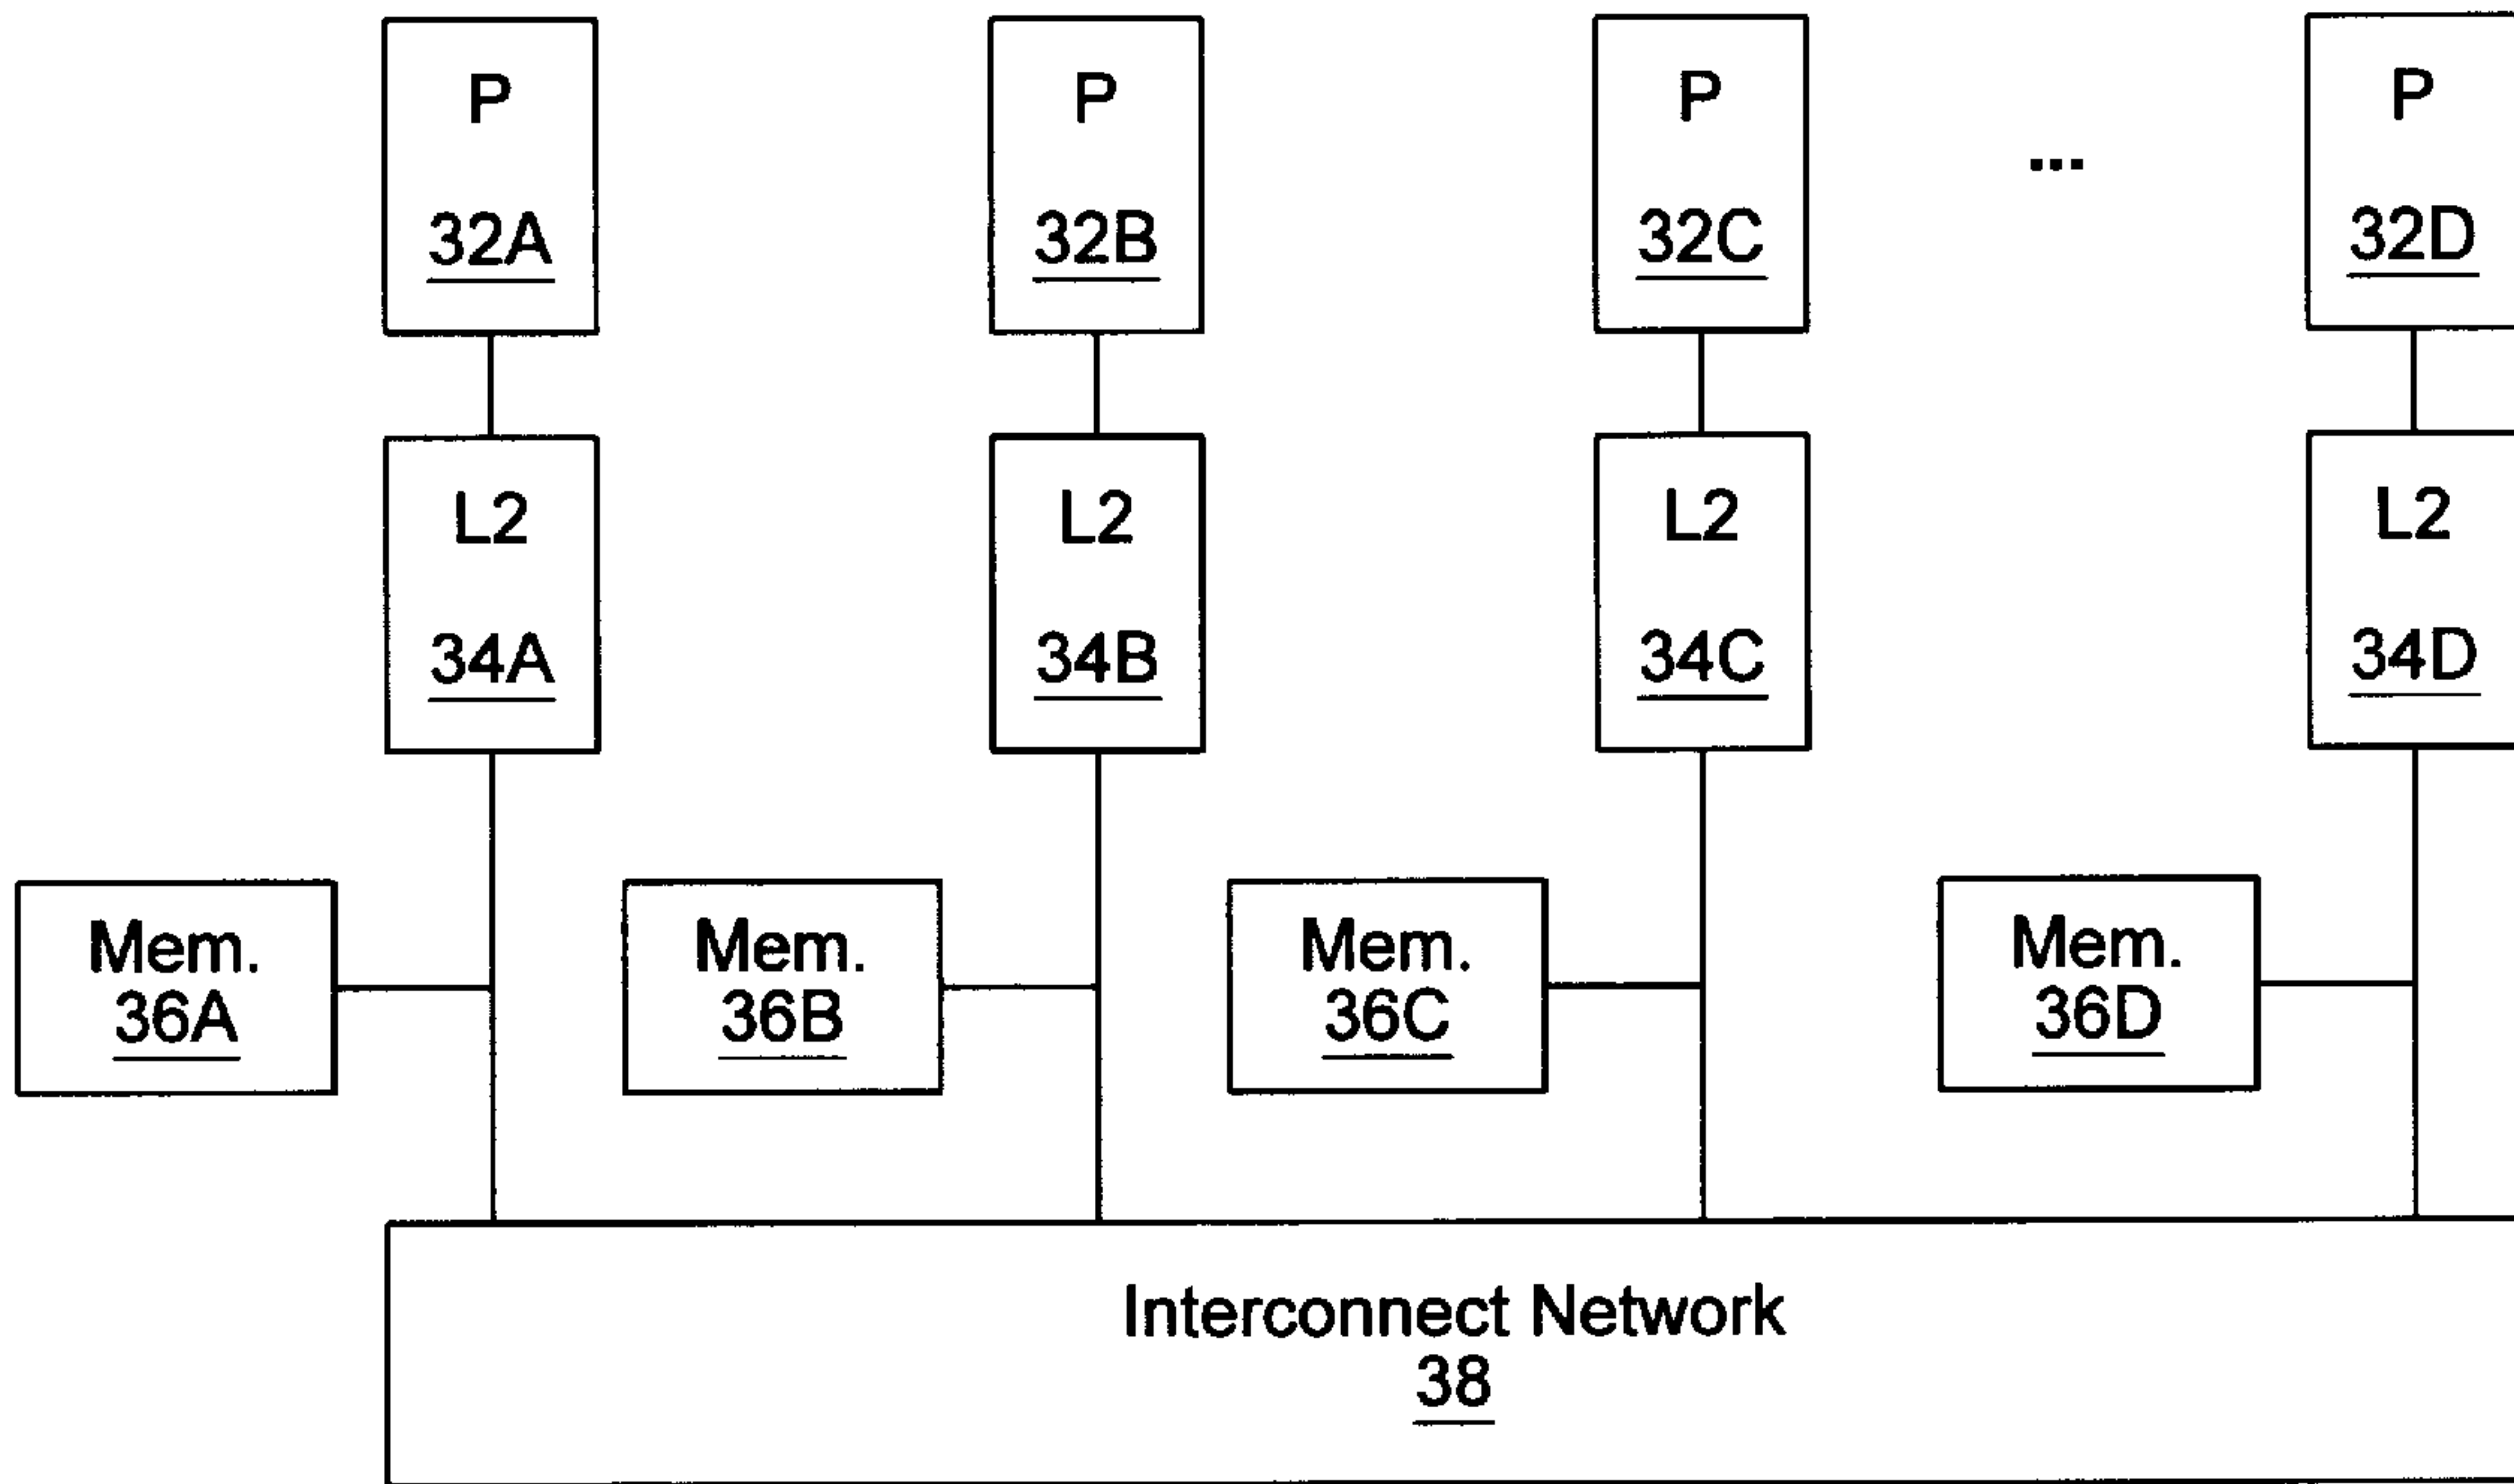 P
32A
P
32B
P
32C
...
P
32D
L2
34A
L2
34B
L2
34C
L2
34D
Mem.
36A
Mem.
36B
Mem.
36C
Mem.
36D
Interconnect Network
38